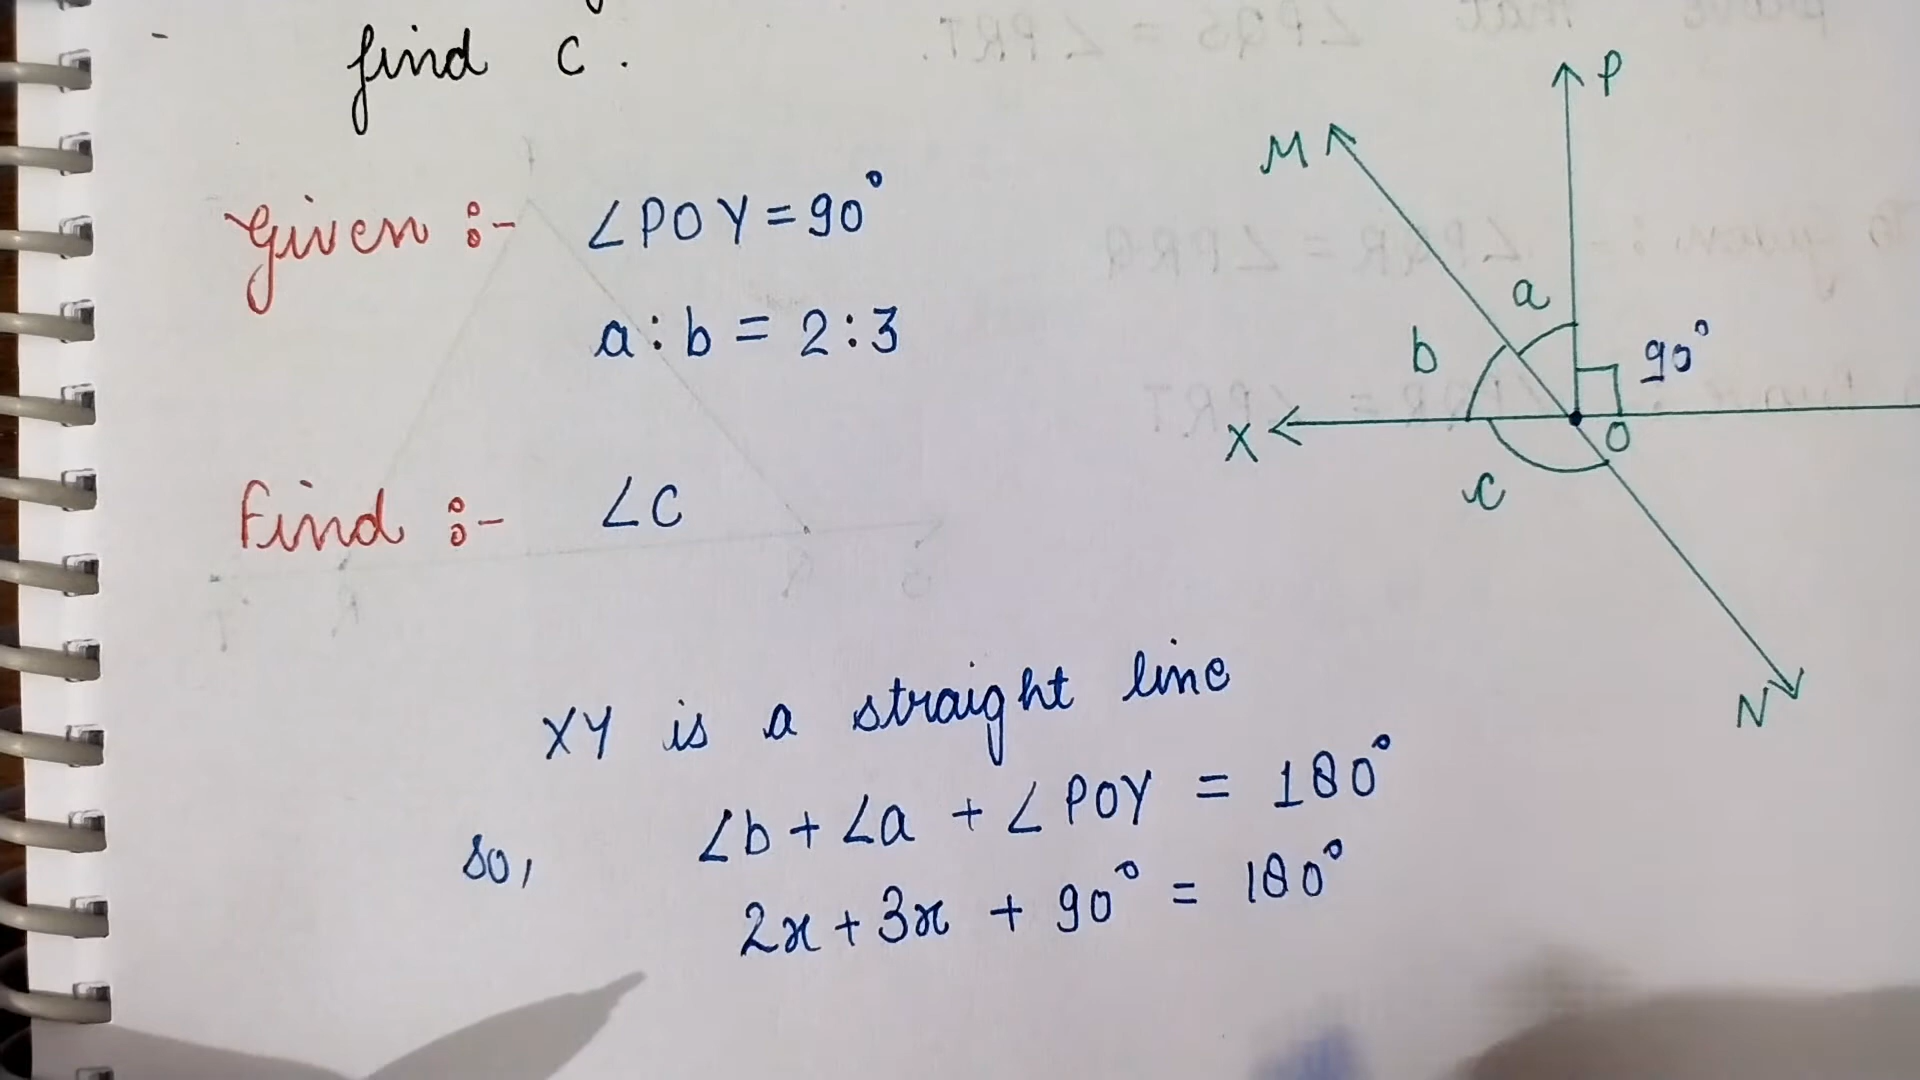 find c.
Given :- ∠POY = 90°
a : b = 2 : 3
Find :- ∠C
XY is a straight line
so, ∠b + ∠a + ∠POY = 180°
2x + 3x + 90° = 180°
P
M
a
b
90°
X
O
c
N